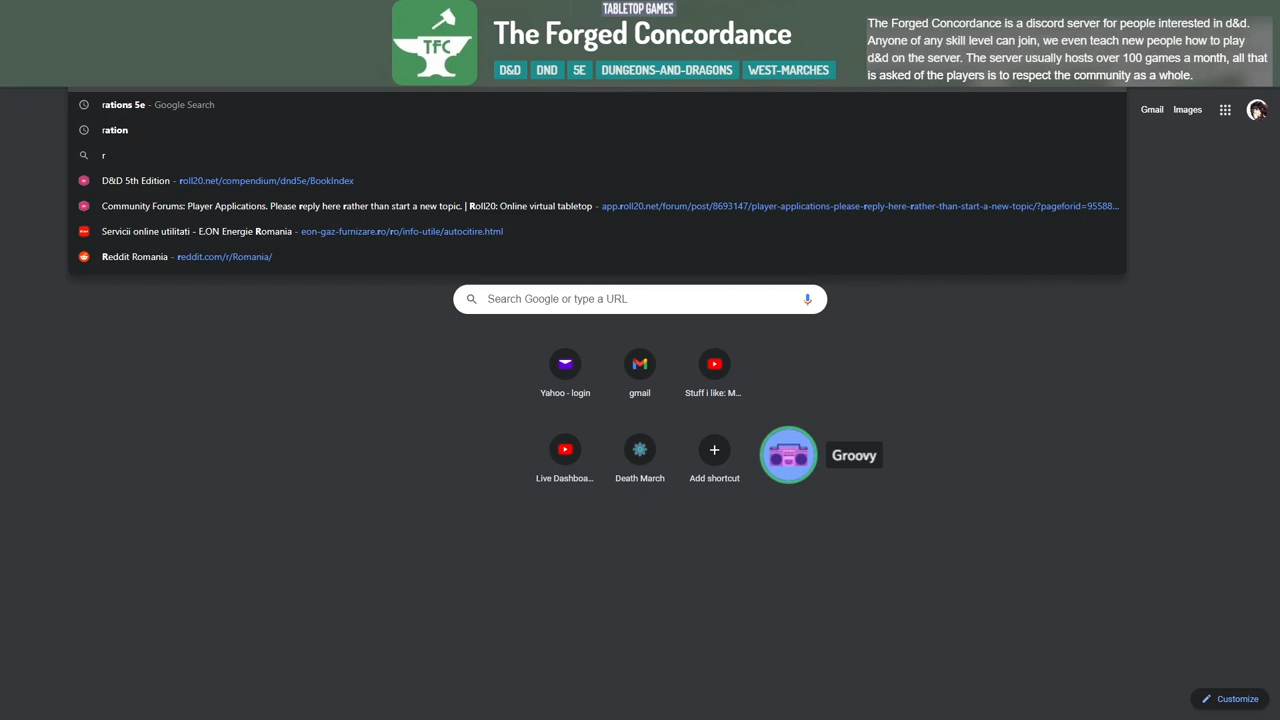 TABLETOP GAMES
TFC
The Forged Concordance
D&D DND 5E DUNGEONS-AND-DRAGONS WEST-MARCHES
The Forged Concordance is a discord server for people interested in d&d.
Anyone of any skill level can join, we even teach new people how to play
d&d on the server. The server usually hosts over 100 games a month, all that
is asked of the players is to respect the community as a whole.
rations 5e - Google Search
ration
r
D&D 5th Edition - roll20.net/compendium/dnd5e/BookIndex
Community Forums: Player Applications. Please reply here rather than start a new topic. | Roll20: Online virtual tabletop - app.roll20.net/forum/post/8693147/player-applications-please-reply-here-rather-than-start-a-new-topic/?pageforid=95588...
Servicii online utilitati - E.ON Energie Romania - eon-gaz-furnizare.ro/ro/info-utile/autocitire.html
Reddit Romania - reddit.com/r/Romania/
Gmail Images
Search Google or type a URL
Yahoo - login gmail Stuff i like: M...
Live Dashboa... Death March Add shortcut
Groovy
Customize